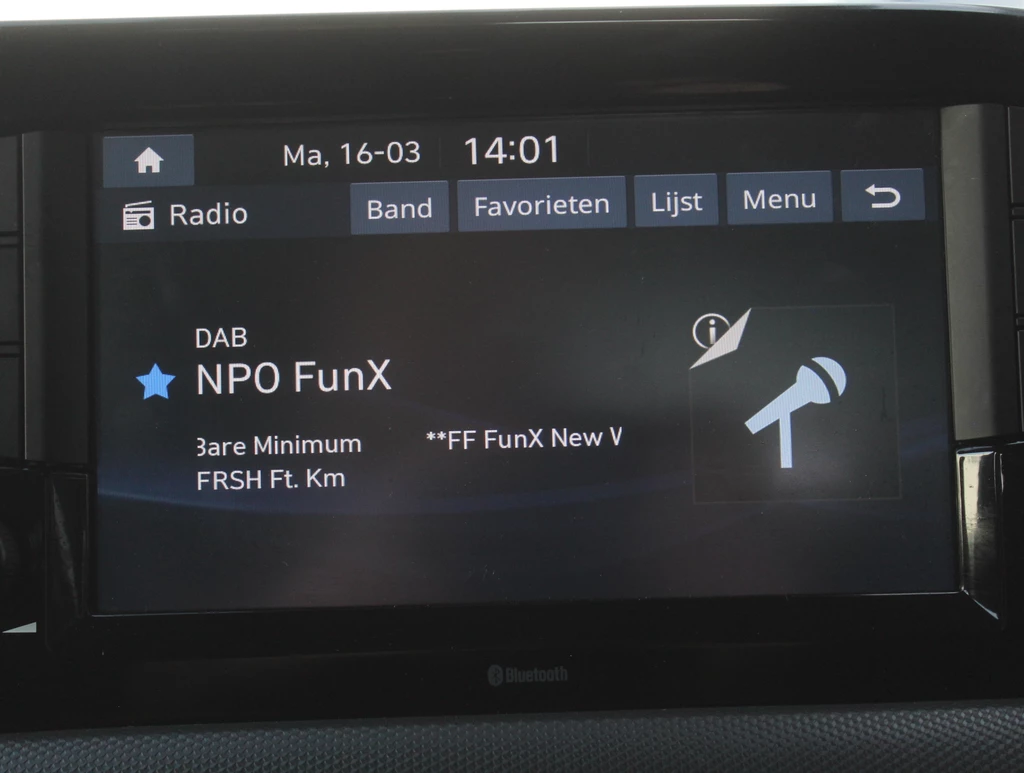 Ma, 16-03 14:01
Radio Band Favorieten Lijst Menu
DAB
NPO FunX
Bare Minimum **FF FunX New
FRSH Ft. Km
Bluetooth